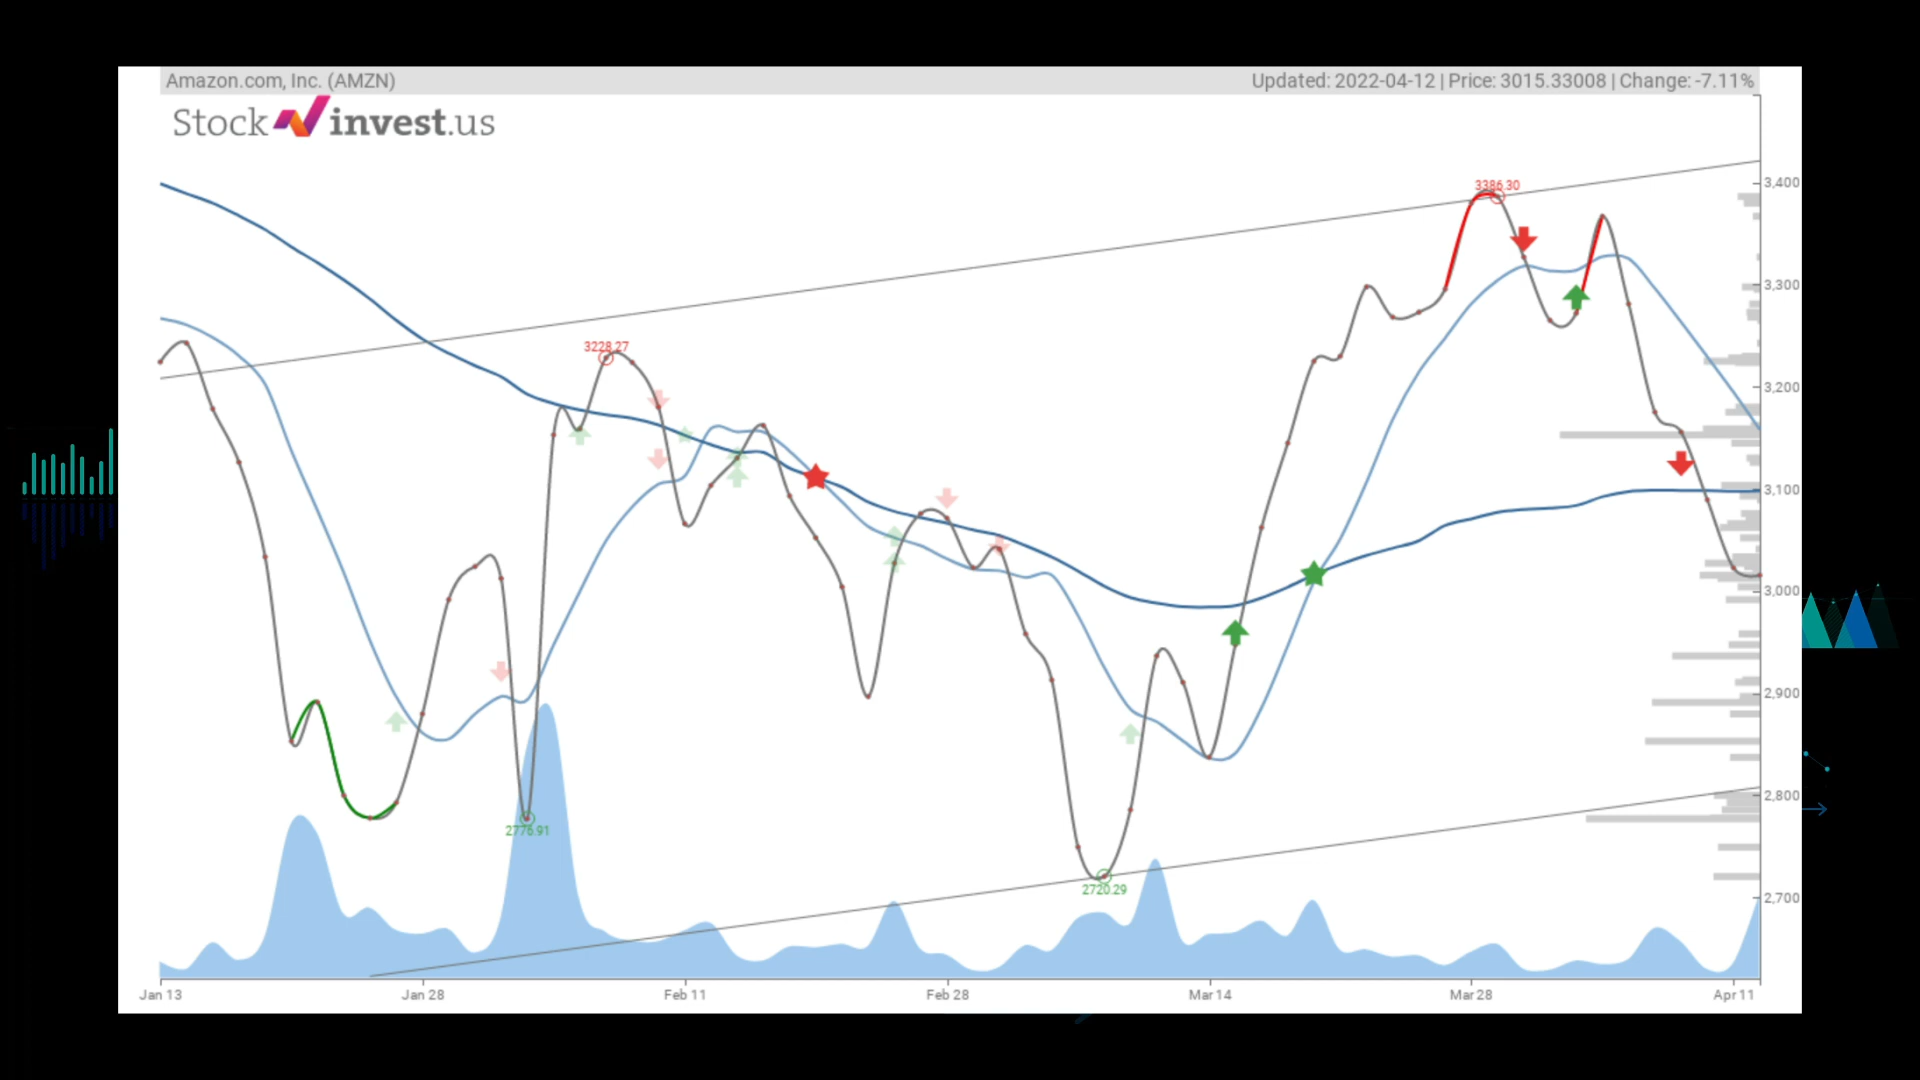 Amazon.com, Inc. (AMZN)
Updated: 2022-04-12 | Price: 3015.33008 | Change: -7.11%
Stock invest.us
3386.30
3,400
3,300
3228.27
3,200
3,100
3,000
2,900
2,800
2776.91
2720.29
2,700
Jan 13
Jan 28
Feb 11
Feb 28
Mar 14
Mar 28
Apr 11